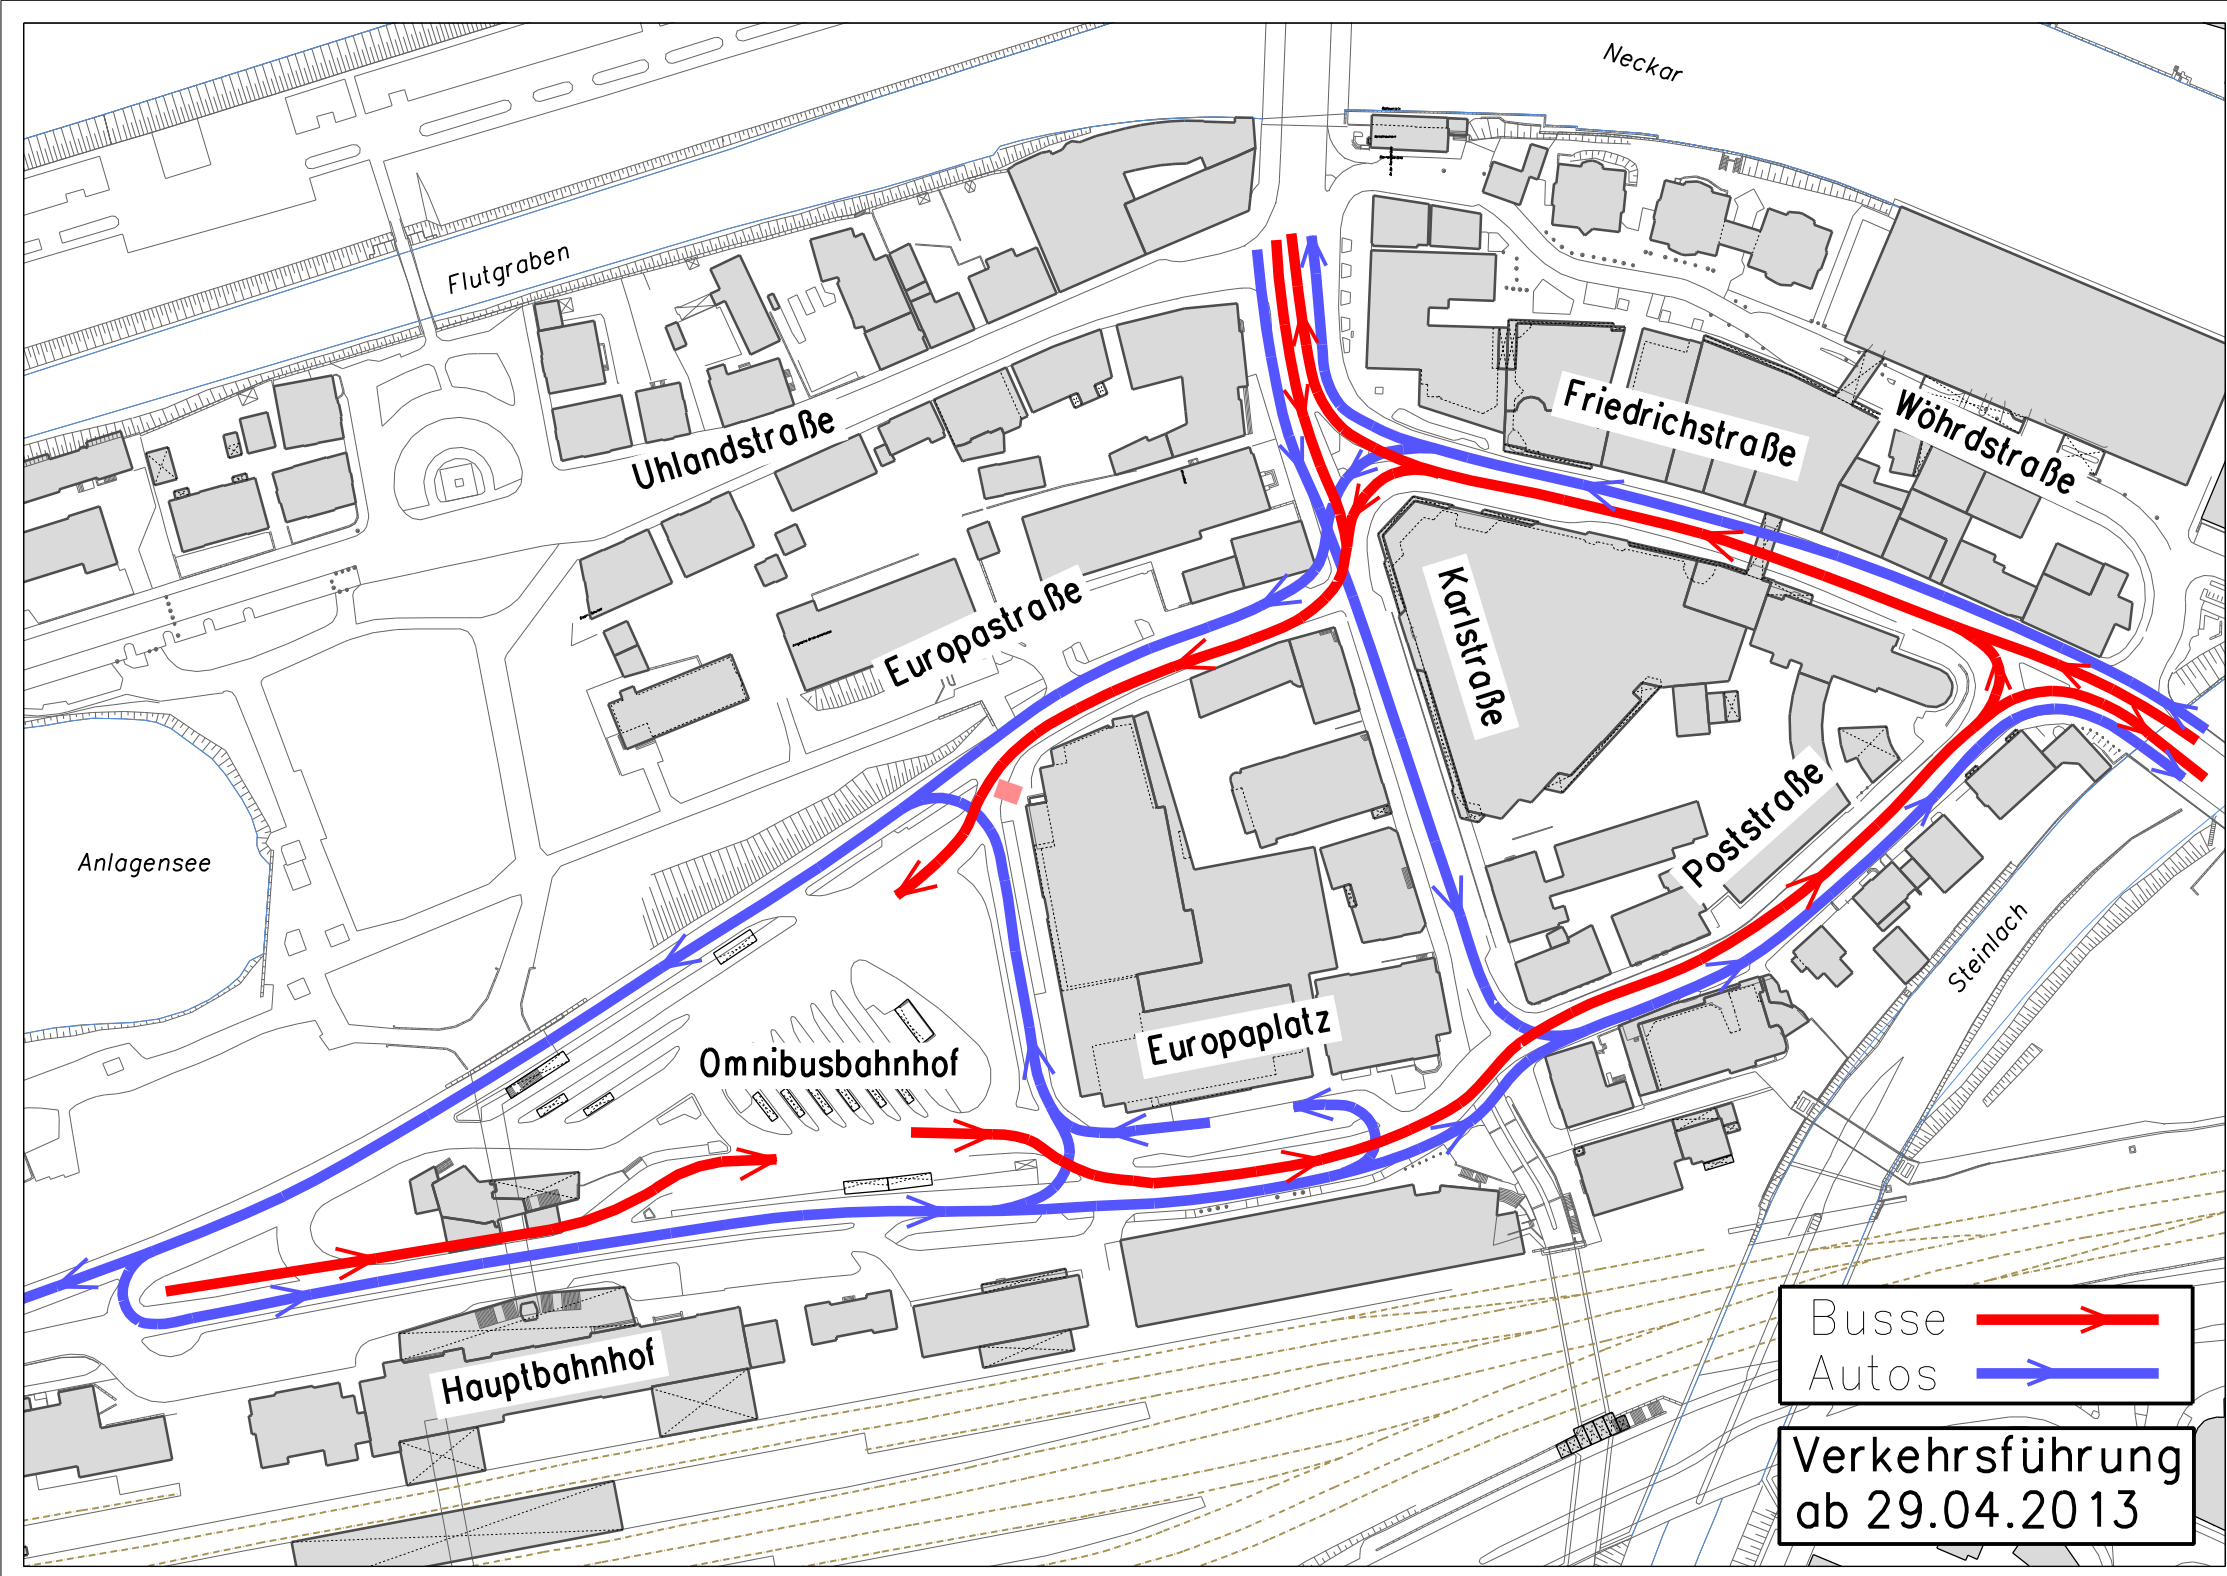 Neckar
Flutgraben
Uhlandstraße
Friedrichstraße
Wöhrdstraße
Europastraße
Karlstraße
Poststraße
Anlagensee
Steinlach
Omnibusbahnhof
Europaplatz
Hauptbahnhof
Busse
Autos
Verkehrsführung
ab 29.04.2013